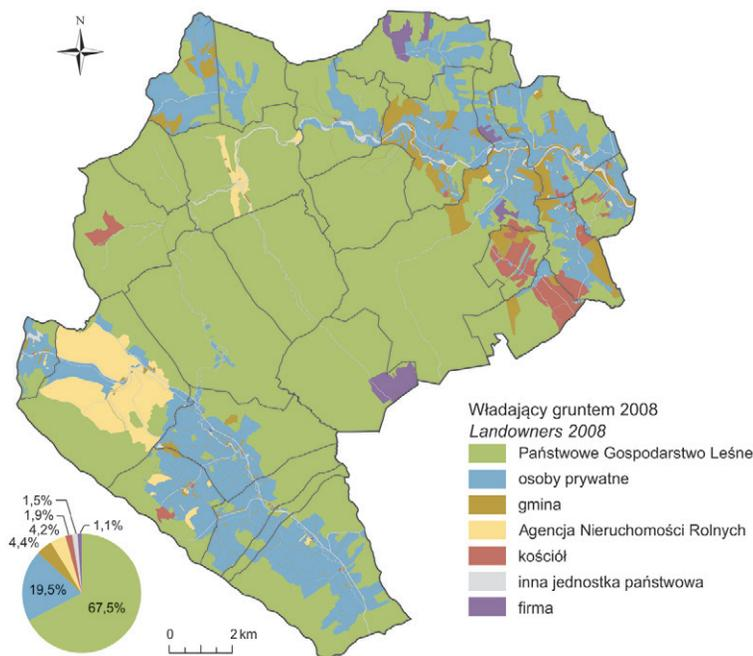 N
Władający gruntem 2008
Landowners 2008
Państwowe Gospodarstwo Leśne
osoby prywatne
gmina
Agencja Nieruchomości Rolnych
kościół
inna jednostka państwowa
firma
1,5%
1,9%
4,2%
4,4%
1,1%
19,5%
67,5%
0 2 km